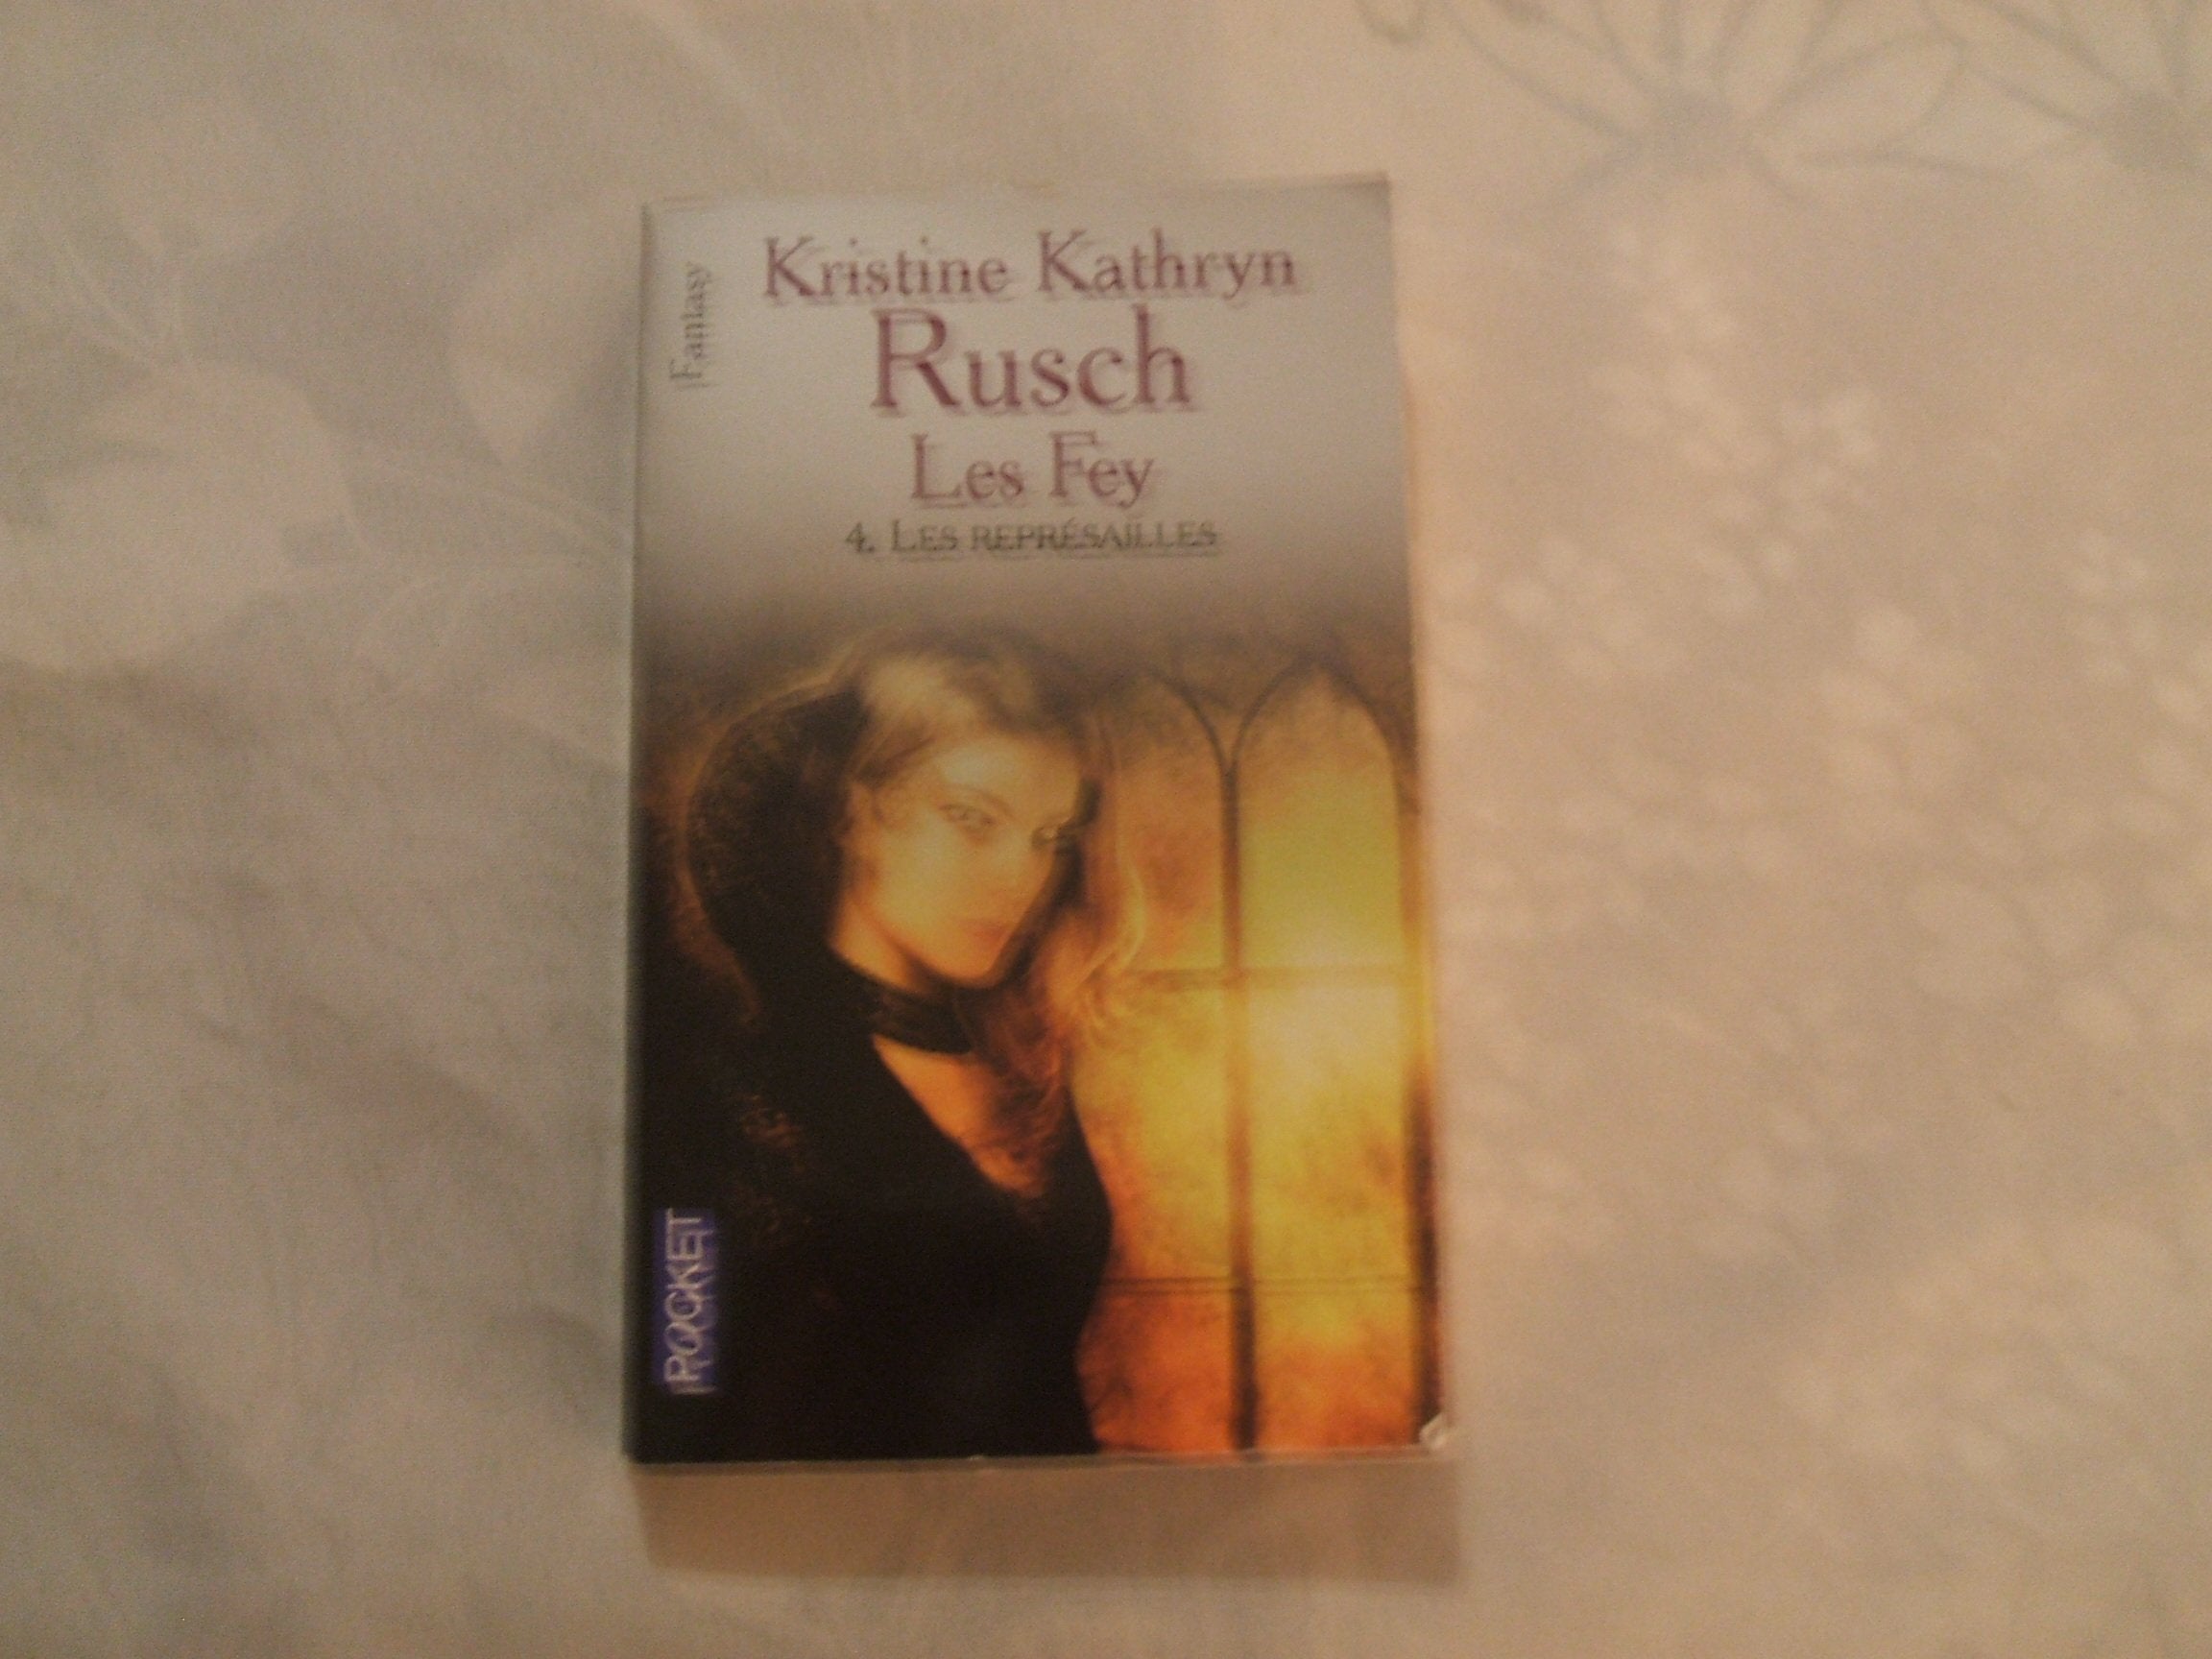 Fantasy
Kristine Kathryn
Rusch
Les Fey
4. LES REPRÉSAILLES
POCKET